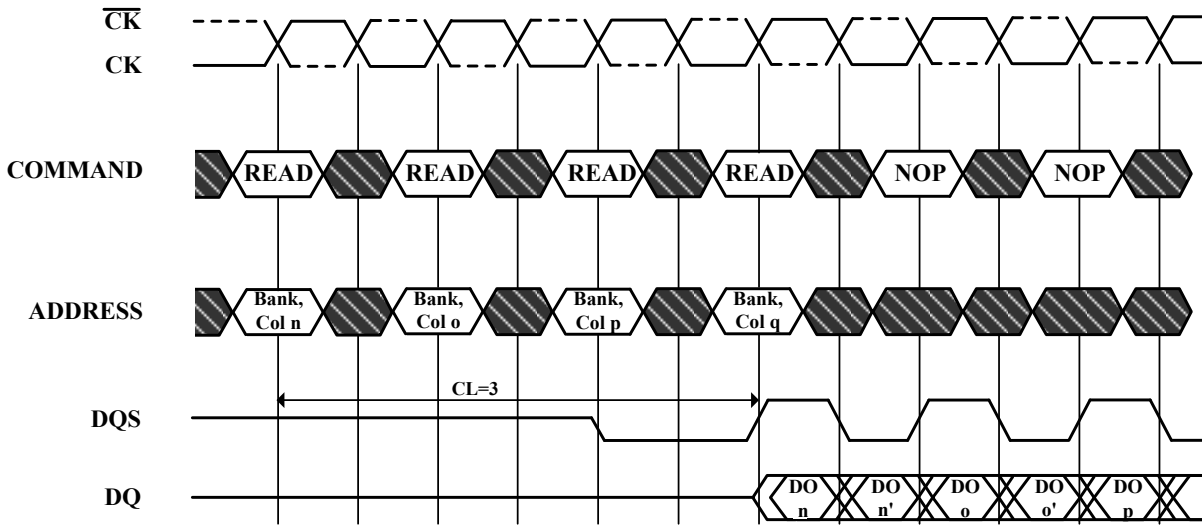 CK
CK
COMMAND
READ
READ
READ
READ
NOP
NOP
ADDRESS
Bank,
Col n
Bank,
Col o
Bank,
Col p
Bank,
Col q
CL=3
DQS
DQ
DO
n
DO
n'
DO
o
DO
o'
DO
p